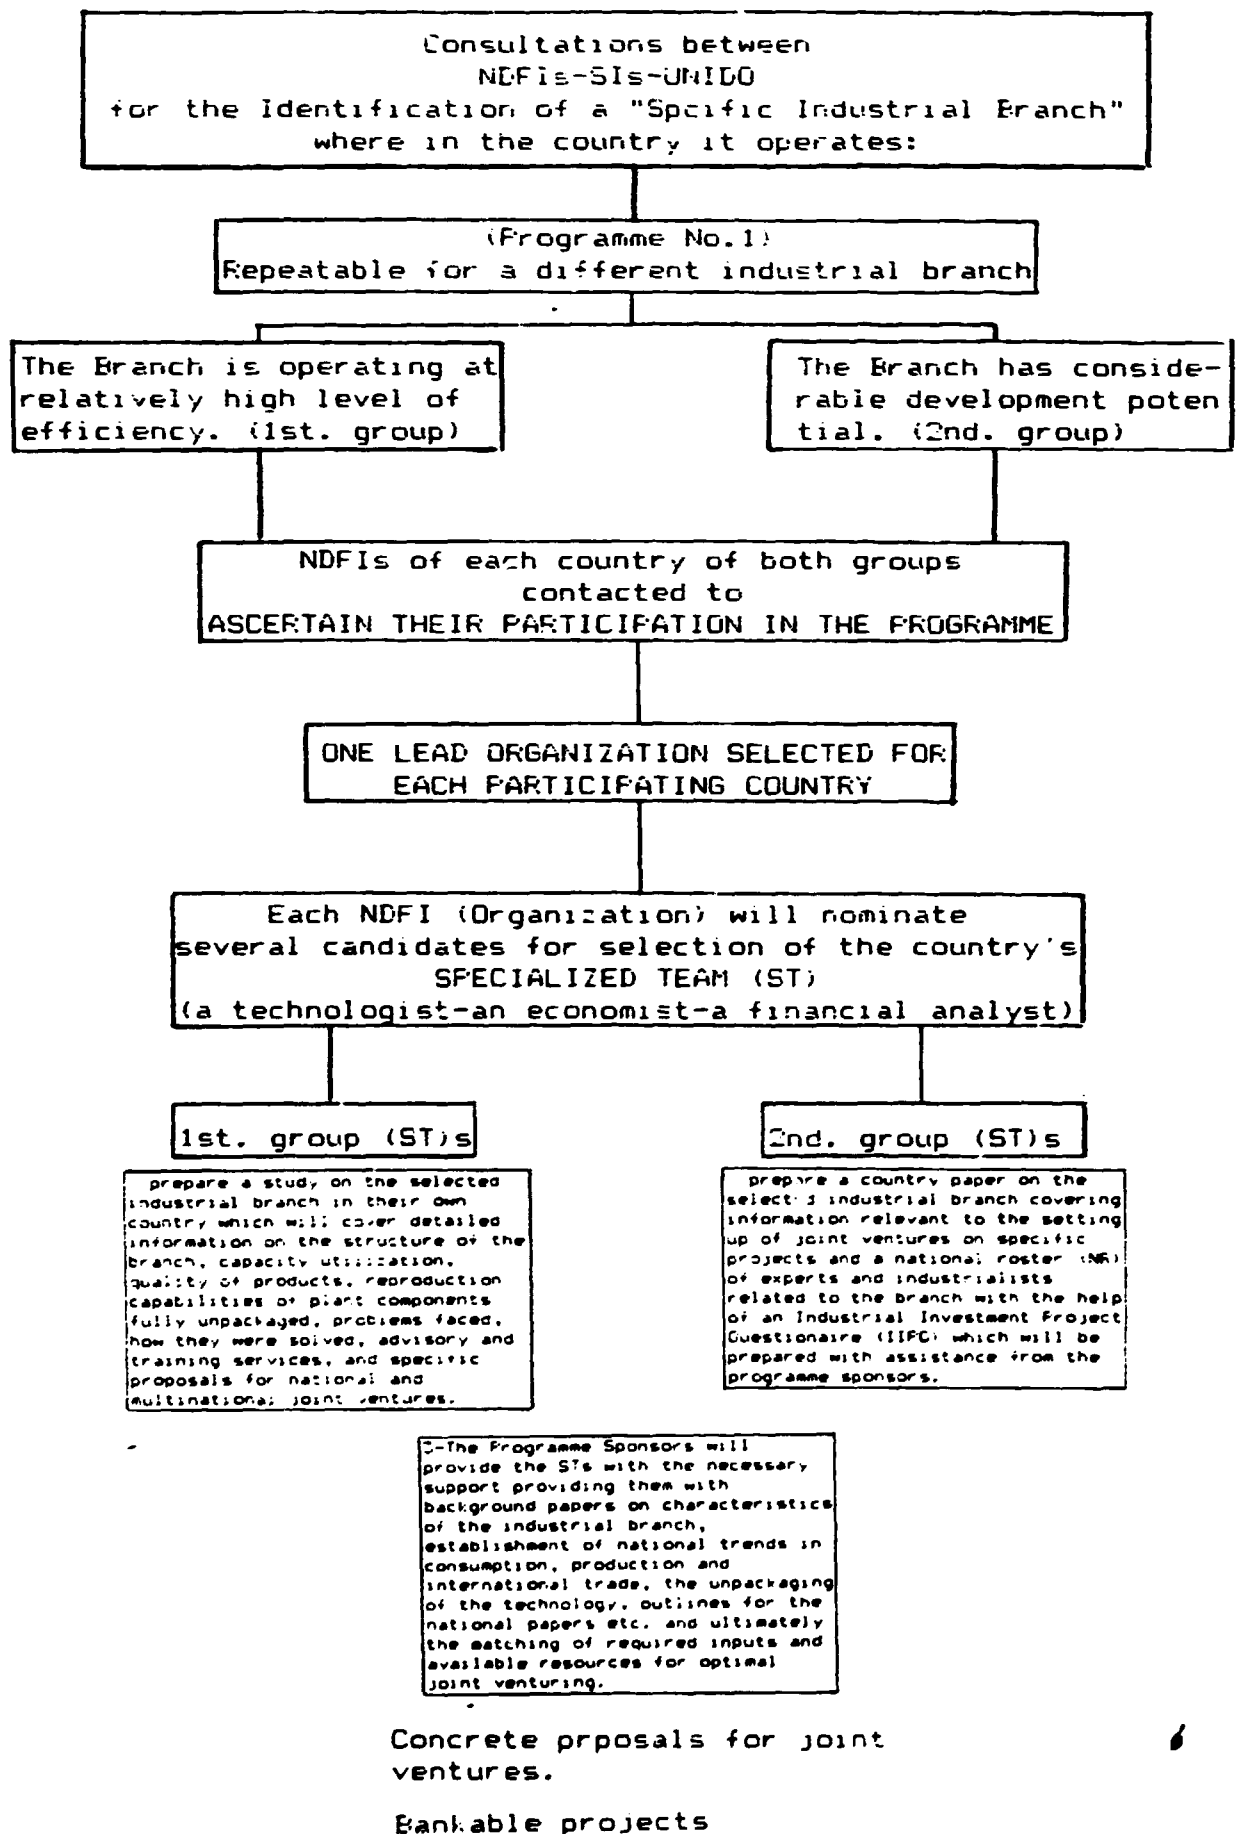 Consultations between
NDFIs-SIs-UNIDO
for the Identification of a "Spcific Industrial Branch"
where in the country it operates:
(Programme No.1)
Repeatable for a different industrial branch
The Branch is operating at
relatively high level of
efficiency. (1st. group)
The Branch has conside-
rable development poten
tial. (2nd. group)
NDFIs of each country of both groups
contacted to
ASCERTAIN THEIR PARTICIPATION IN THE PROGRAMME
ONE LEAD ORGANIZATION SELECTED FOR
EACH PARTICIPATING COUNTRY
Each NDFI (Organization) will nominate
several candidates for selection of the country's
SPECIALIZED TEAM (ST)
(a technologist-an economist-a financial analyst)
1st. group (ST)s
prepare a study on the selected
industrial branch in their own
country which will cover detailed
information on the structure of the
branch, capacity utilization,
quality of products, reproduction
capabilities of plant components
fully unpackaged, problems faced,
how they were solved, advisory and
training services, and specific
proposals for national and
multinational joint ventures.
2nd. group (ST)s
prepare a country paper on the
selected industrial branch covering
information relevant to the setting
up of joint ventures on specific
projects and a national roster (NR)
of experts and industrialists
related to the branch with the help
of an Industrial Investment Project
Questionaire (IIPQ) which will be
prepared with assistance from the
programme sponsors.
-The Programme Sponsors will
provide the STs with the necessary
support providing them with
background papers on characteristics
of the industrial branch,
establishment of national trends in
consumption, production and
international trade, the unpackaging
of the technology, outlines for the
national papers etc. and ultimately
the matching of required inputs and
available resources for optimal
joint venturing.
Concrete prposals for joint
ventures.
Bankable projects